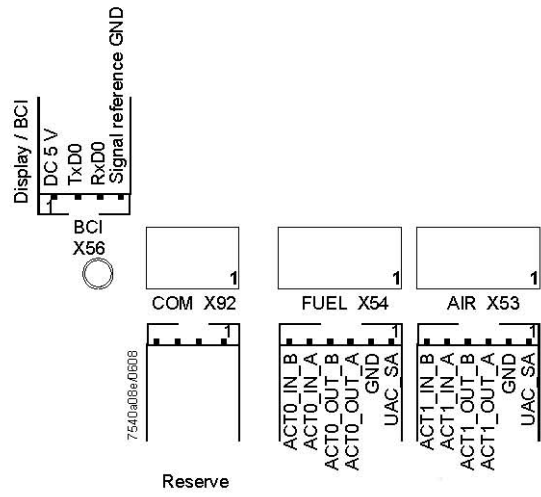 Display / BCI
DC 5 V
TxD0
RxD0
Signal reference GND
1
BCI
X56
1
1
1
COM X92
FUEL X54
AIR X53
1
1
1
7540a08e/0608
ACT0_IN_B
ACT0_IN_A
ACT0_OUT_B
ACT0_OUT_A
GND
UAC_SA
ACT1_IN_B
ACT1_IN_A
ACT1_OUT_B
ACT1_OUT_A
GND
UAC_SA
Reserve